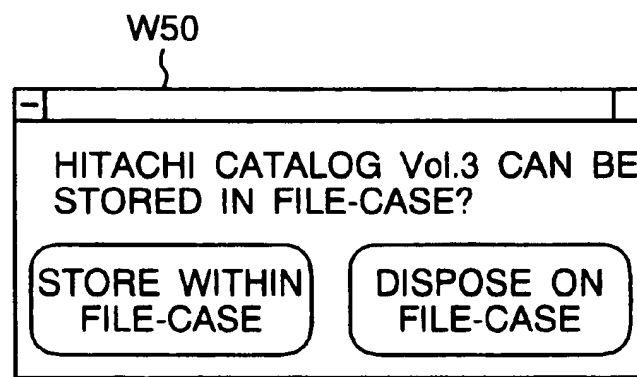 W50
HITACHI CATALOG Vol.3 CAN BE
STORED IN FILE-CASE?
STORE WITHIN
FILE-CASE
DISPOSE ON
FILE-CASE